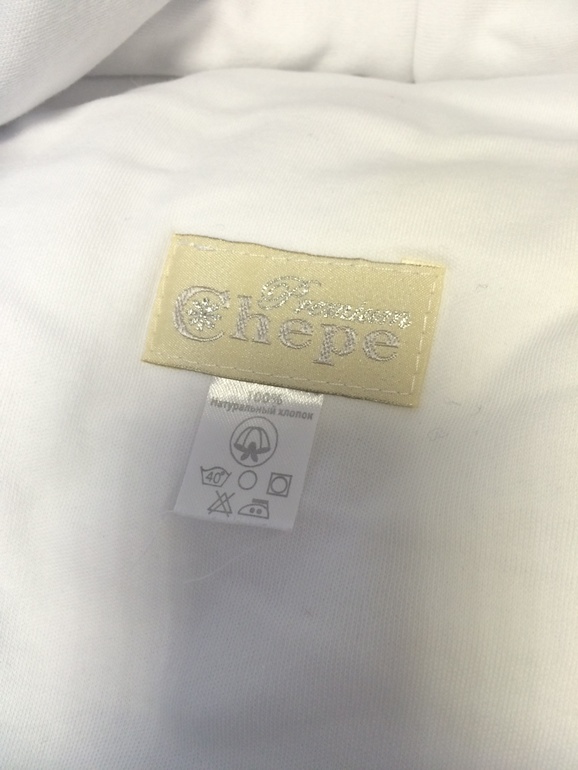 Premium
Chepe
100%
Натуральный хлопок
40°